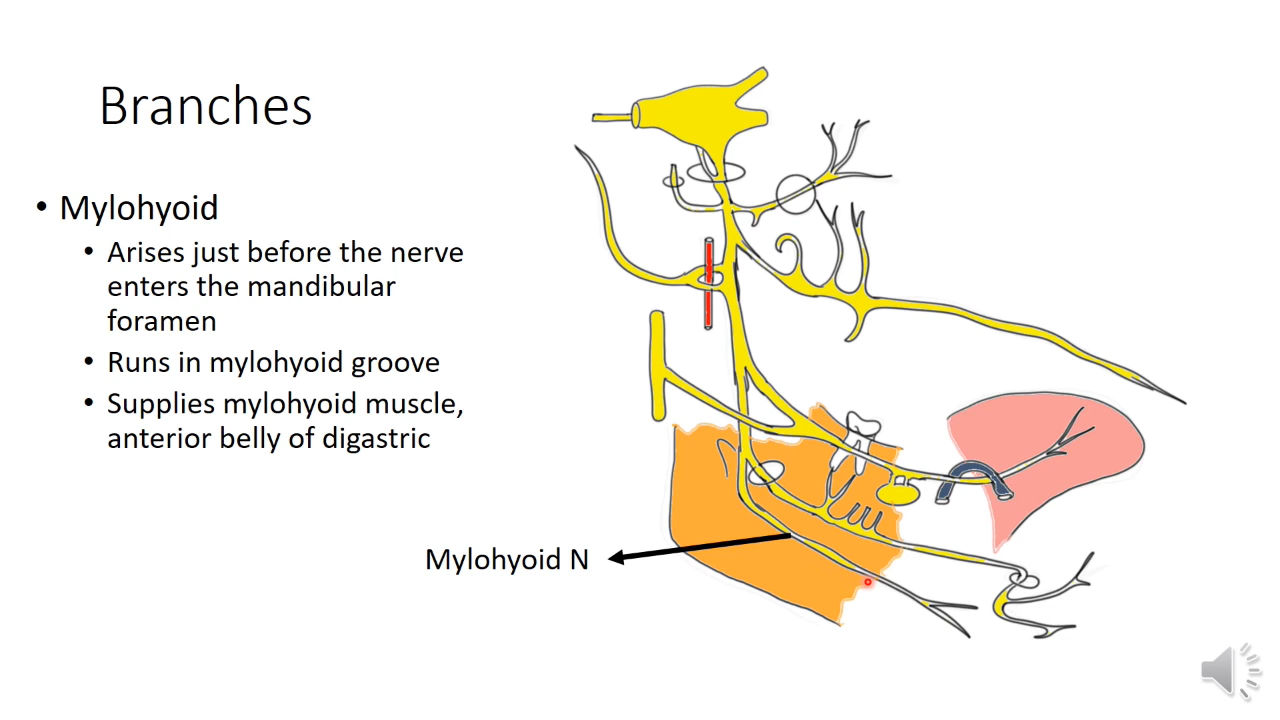 Branches
• Mylohyoid
• Arises just before the nerve
enters the mandibular
foramen
• Runs in mylohyoid groove
• Supplies mylohyoid muscle,
anterior belly of digastric
Mylohyoid N